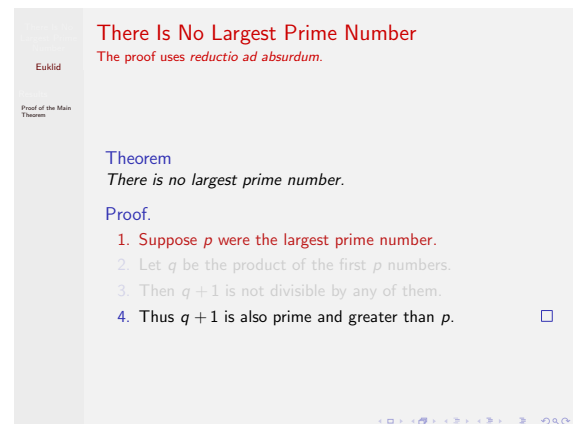 There Is No Largest Prime Number
The proof uses reductio ad absurdum.
Euklid
Proof of the Main
Theorem
Theorem
There is no largest prime number.
Proof.
1. Suppose p were the largest prime number.
2. Let q be the product of the first p numbers.
3. Then q + 1 is not divisible by any of them.
4. Thus q + 1 is also prime and greater than p. □